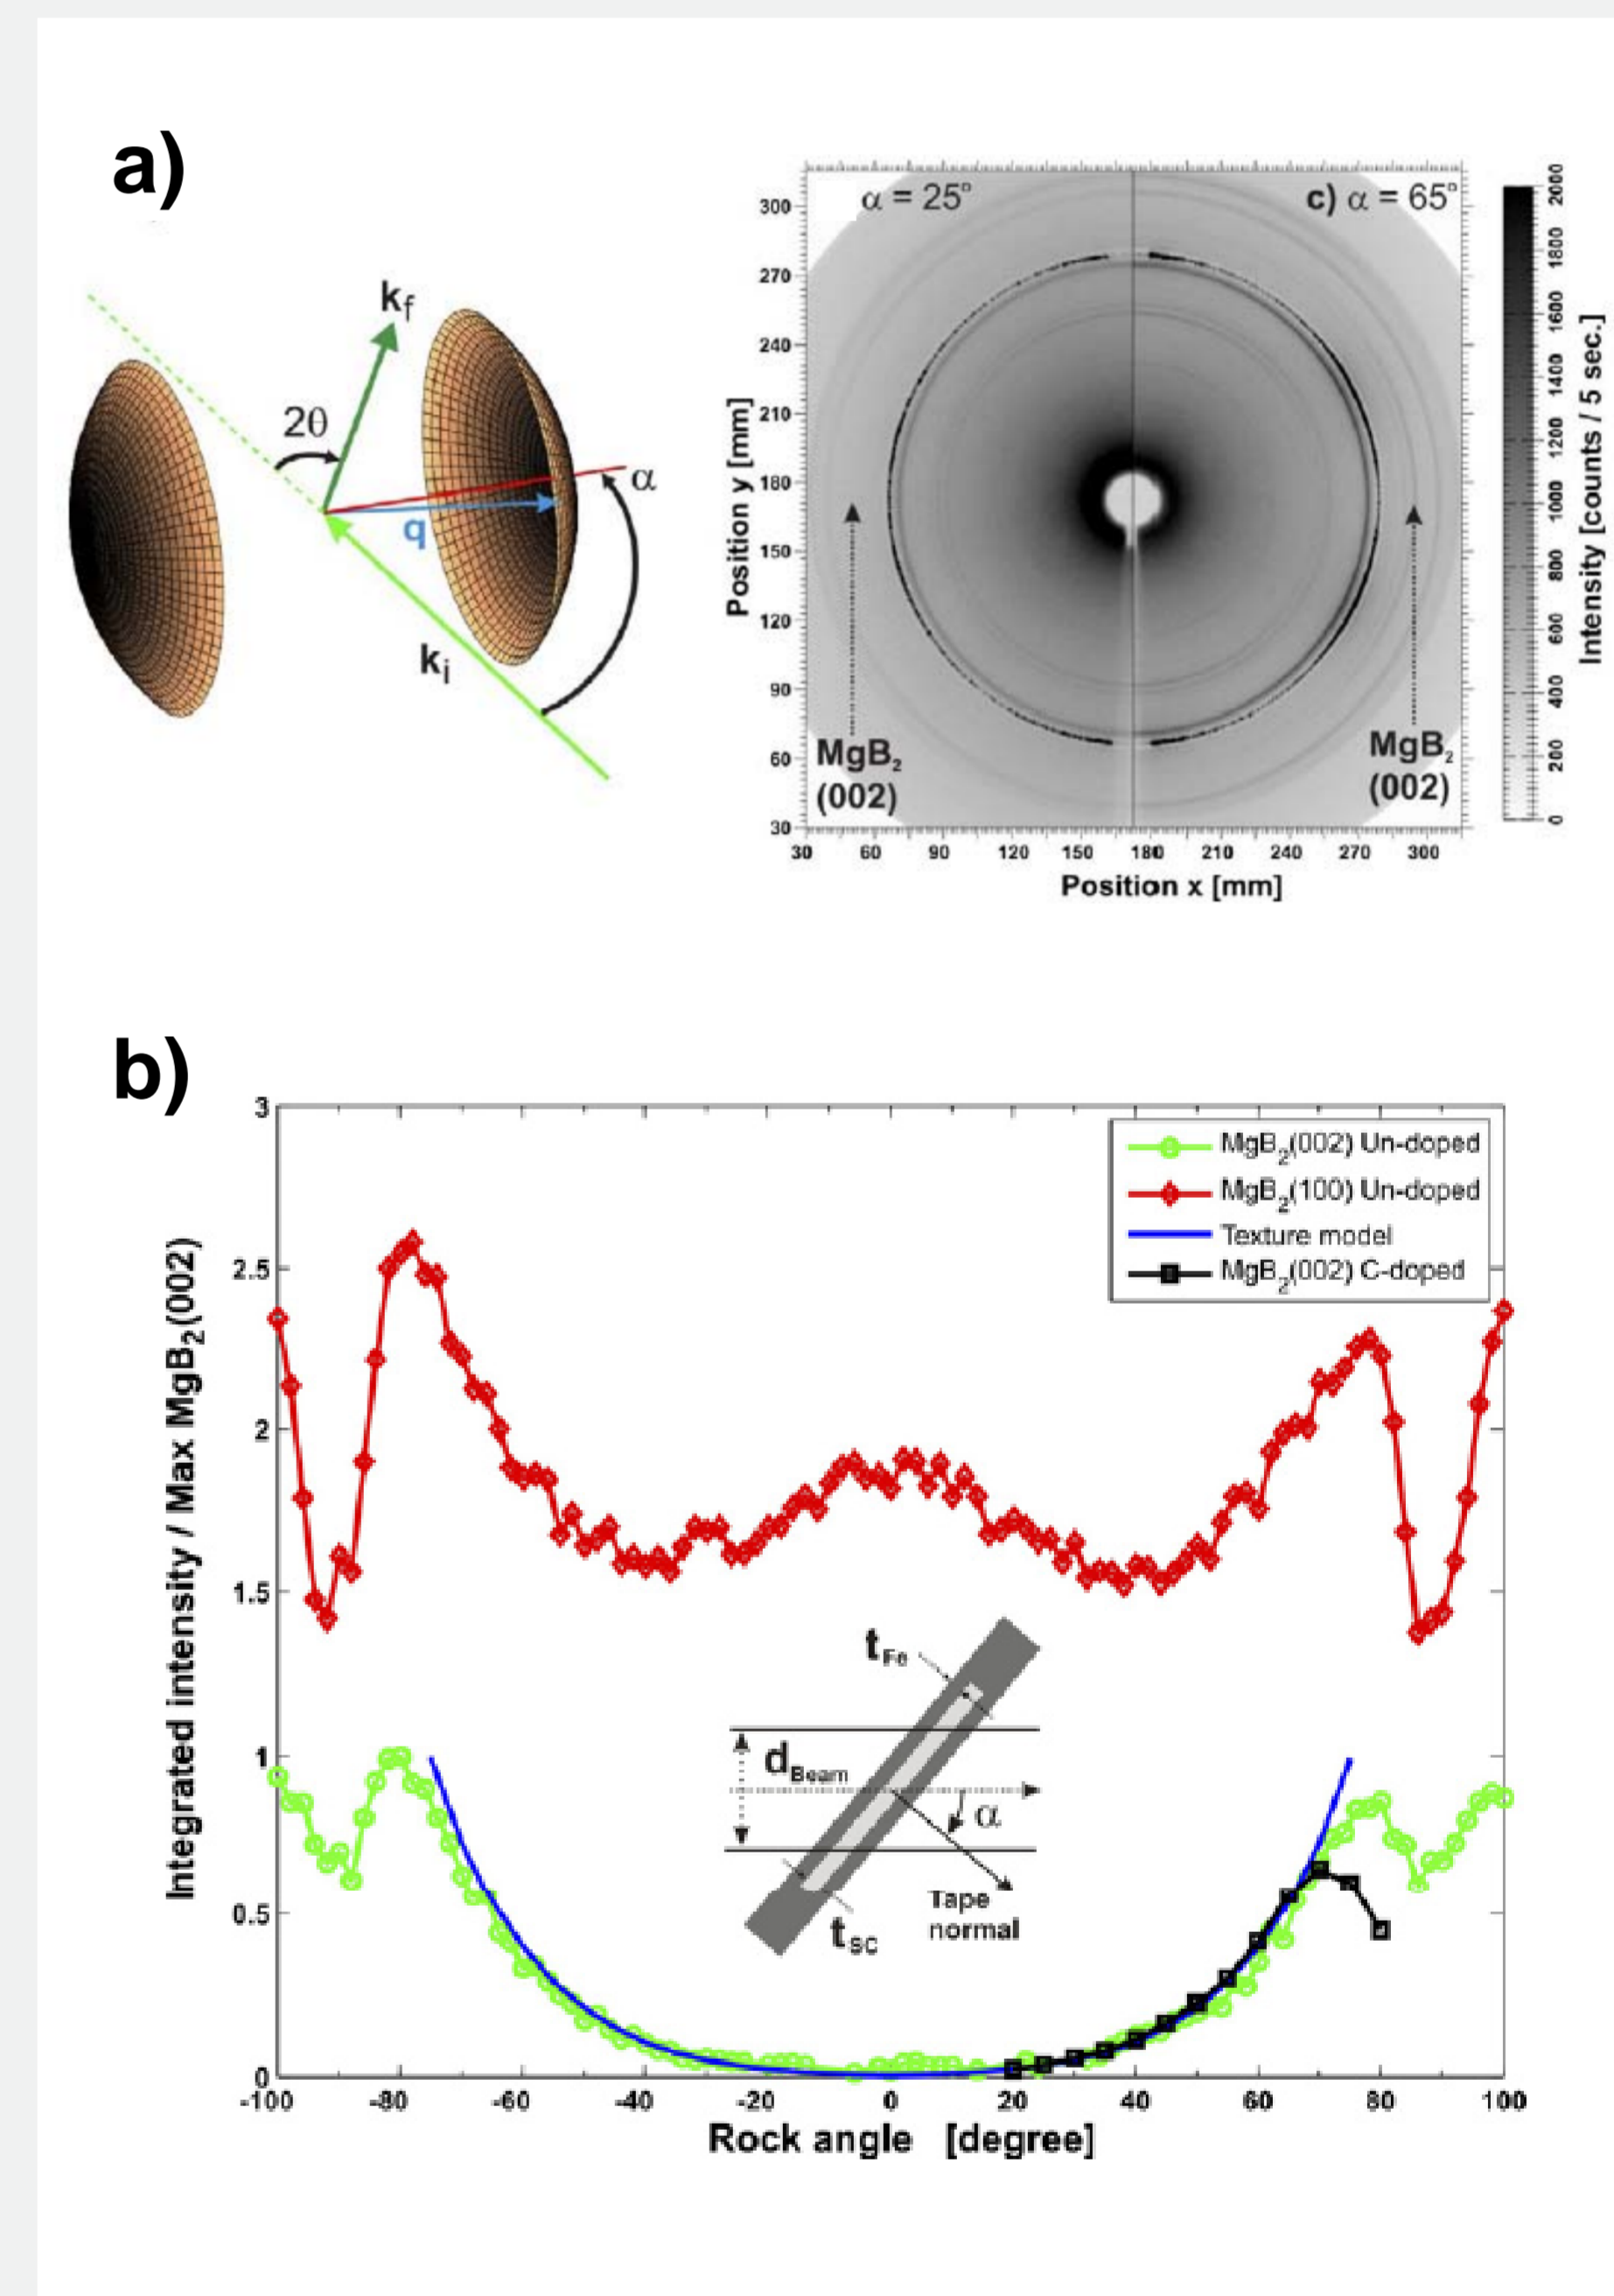 a)
k_f
2θ
α
q
k_i
α = 25°
c) α = 65°
300
270
240
210
180
150
120
90
60
30
Position y [mm]
MgB₂
(002)
MgB₂
(002)
30 60 90 120 150 180 210 240 270 300
Position x [mm]
2000
1800
1600
1400
1200
1000
800
600
400
200
0
Intensity [counts / 5 sec.]
b)
3
2.5
2
1.5
1
0.5
0
Integrated intensity / Max MgB₂(002)
MgB₂(002) Un-doped
MgB₂(100) Un-doped
Texture model
MgB₂(002) C-doped
t_Fe
d_Beam
α
Tape
normal
t_SC
-100 -80 -60 -40 -20 0 20 40 60 80 100
Rock angle [degree]